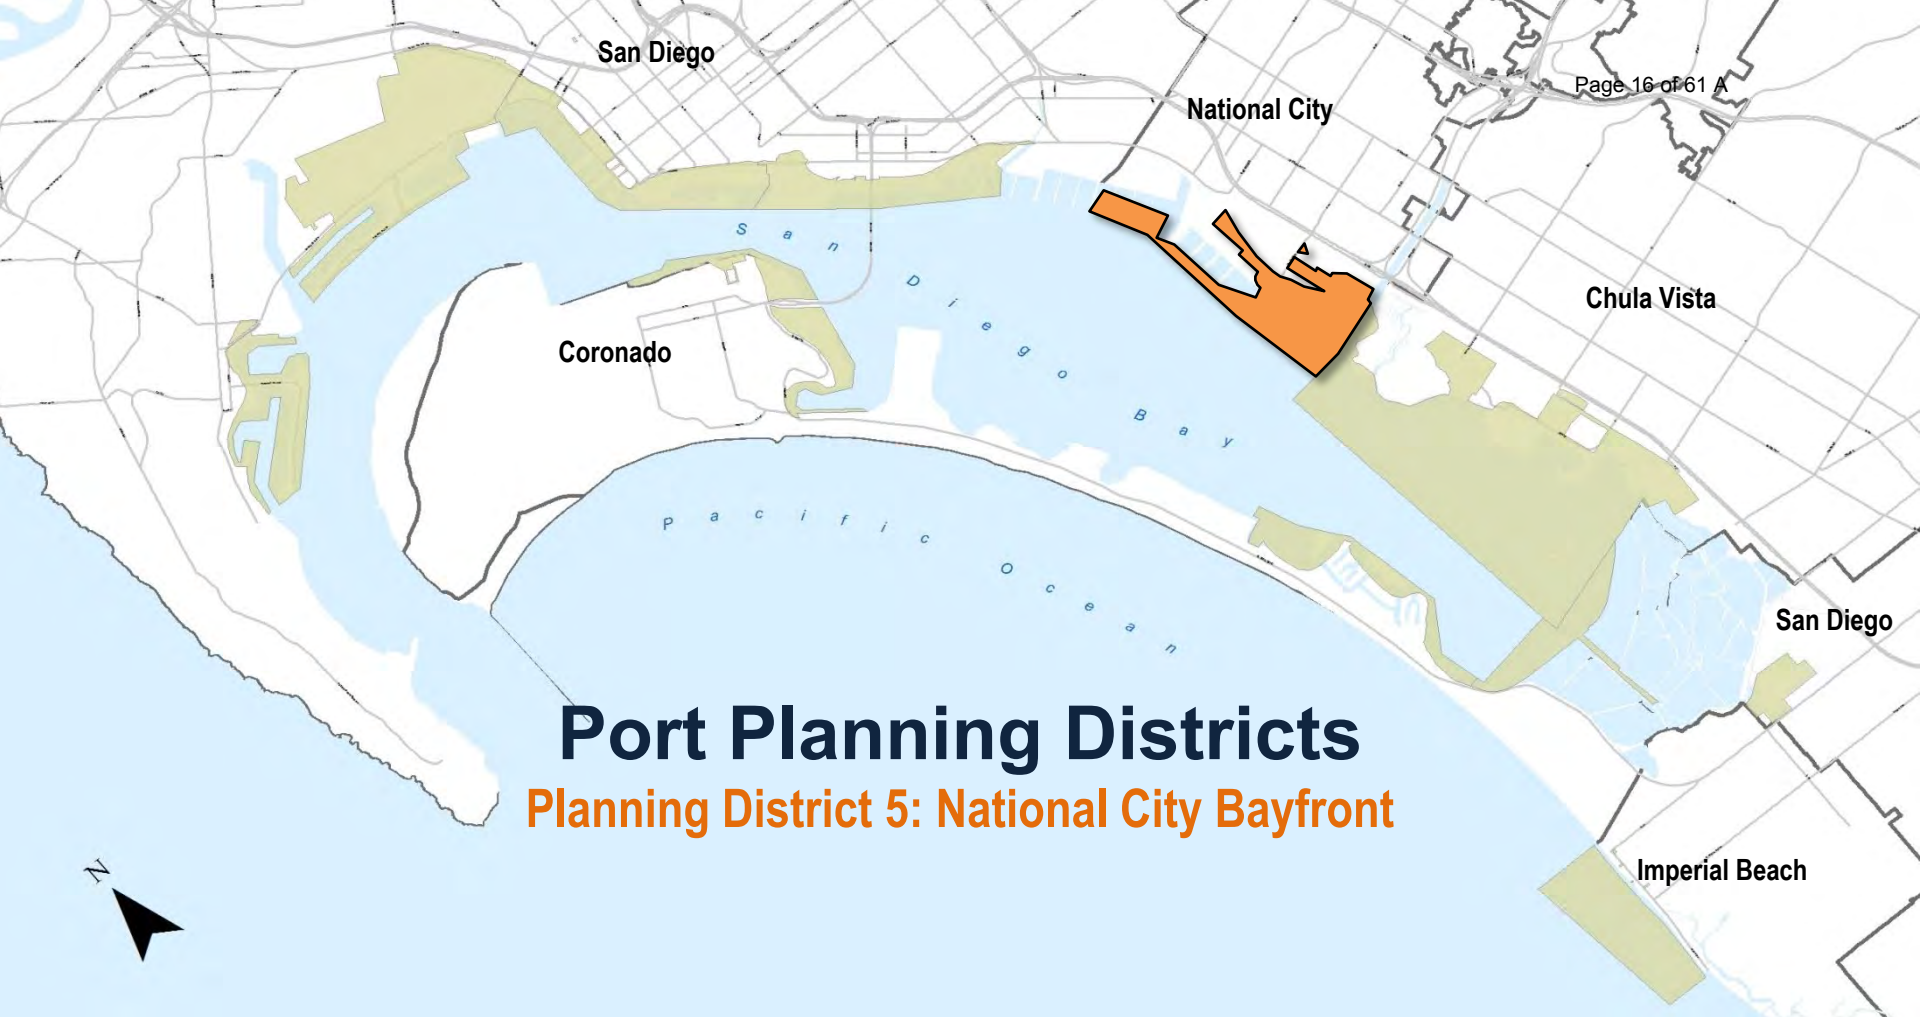 San Diego
Page 16 of 61 A
National City
San
Diego
Bay
Chula Vista
Coronado
Pacific
Ocean
San Diego
Port Planning Districts
Planning District 5: National City Bayfront
Imperial Beach
N